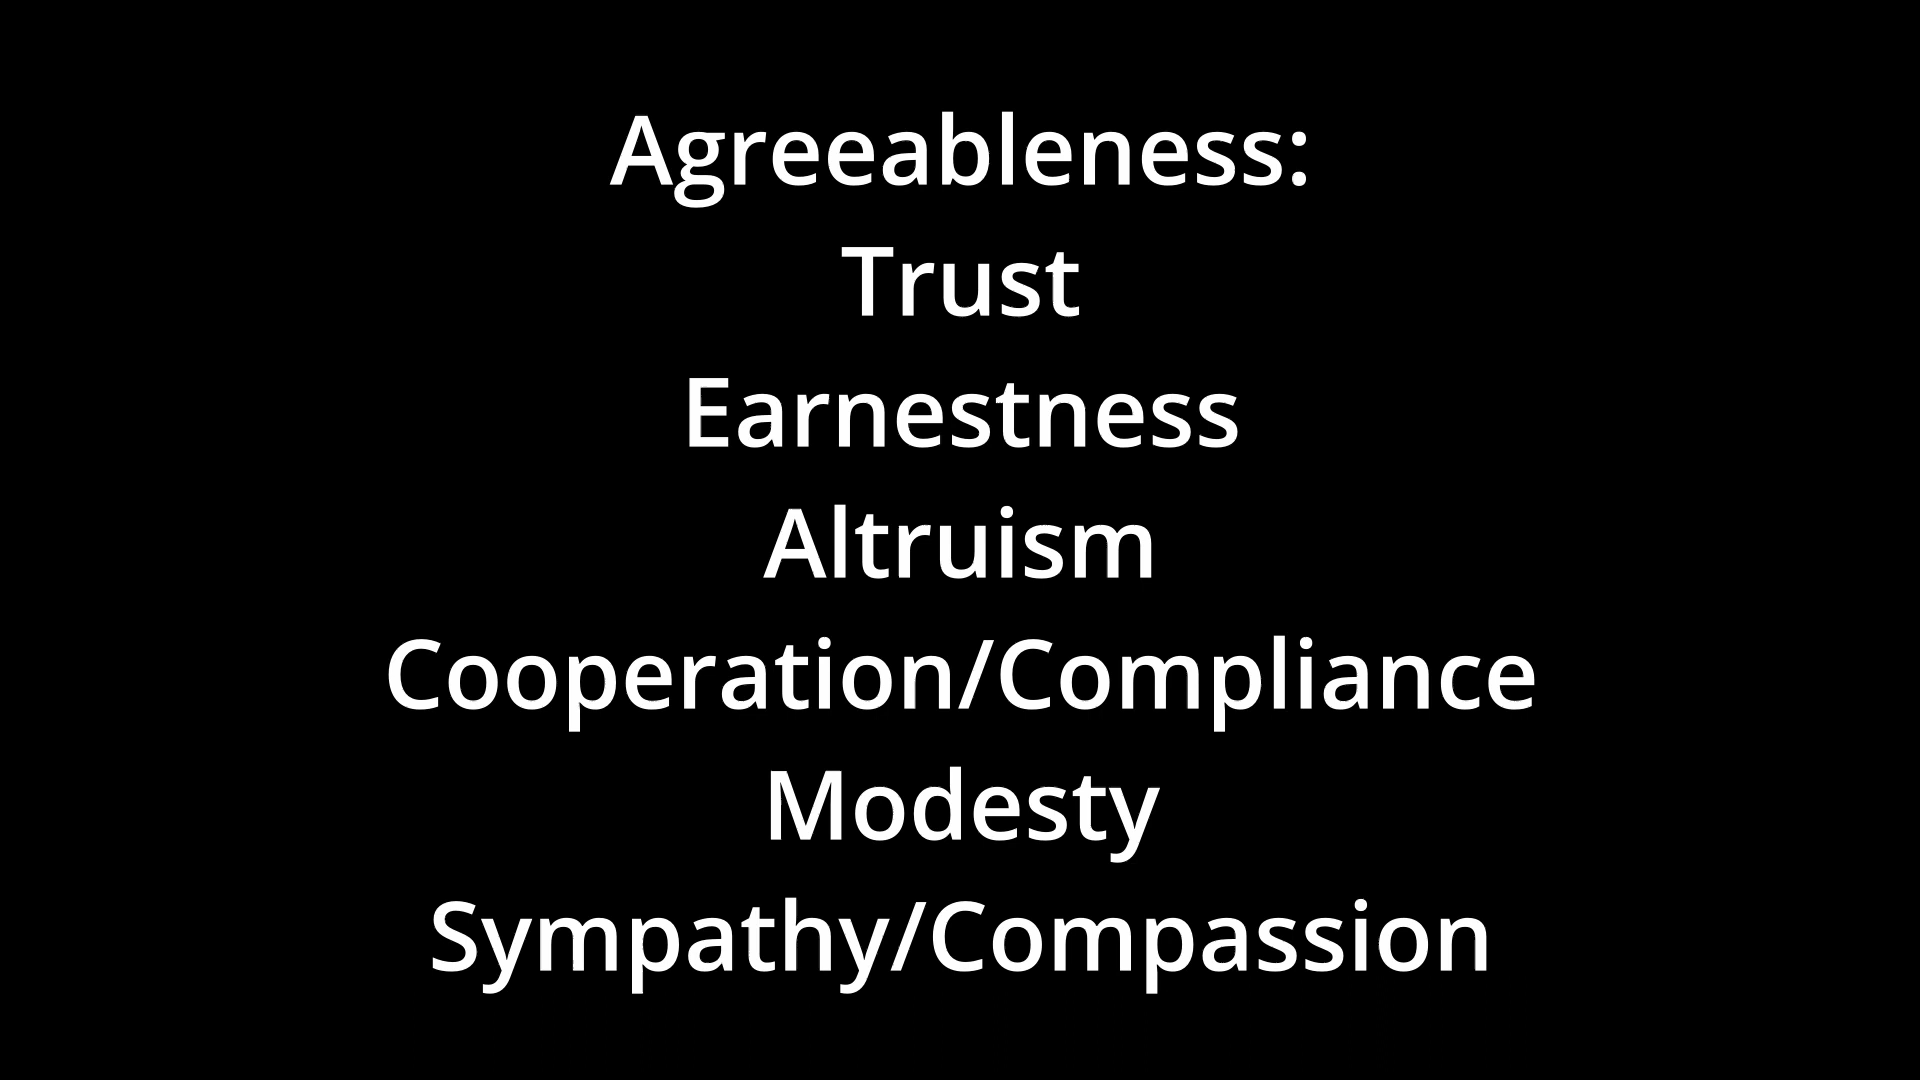 Agreeableness:
Trust
Earnestness
Altruism
Cooperation/Compliance
Modesty
Sympathy/Compassion